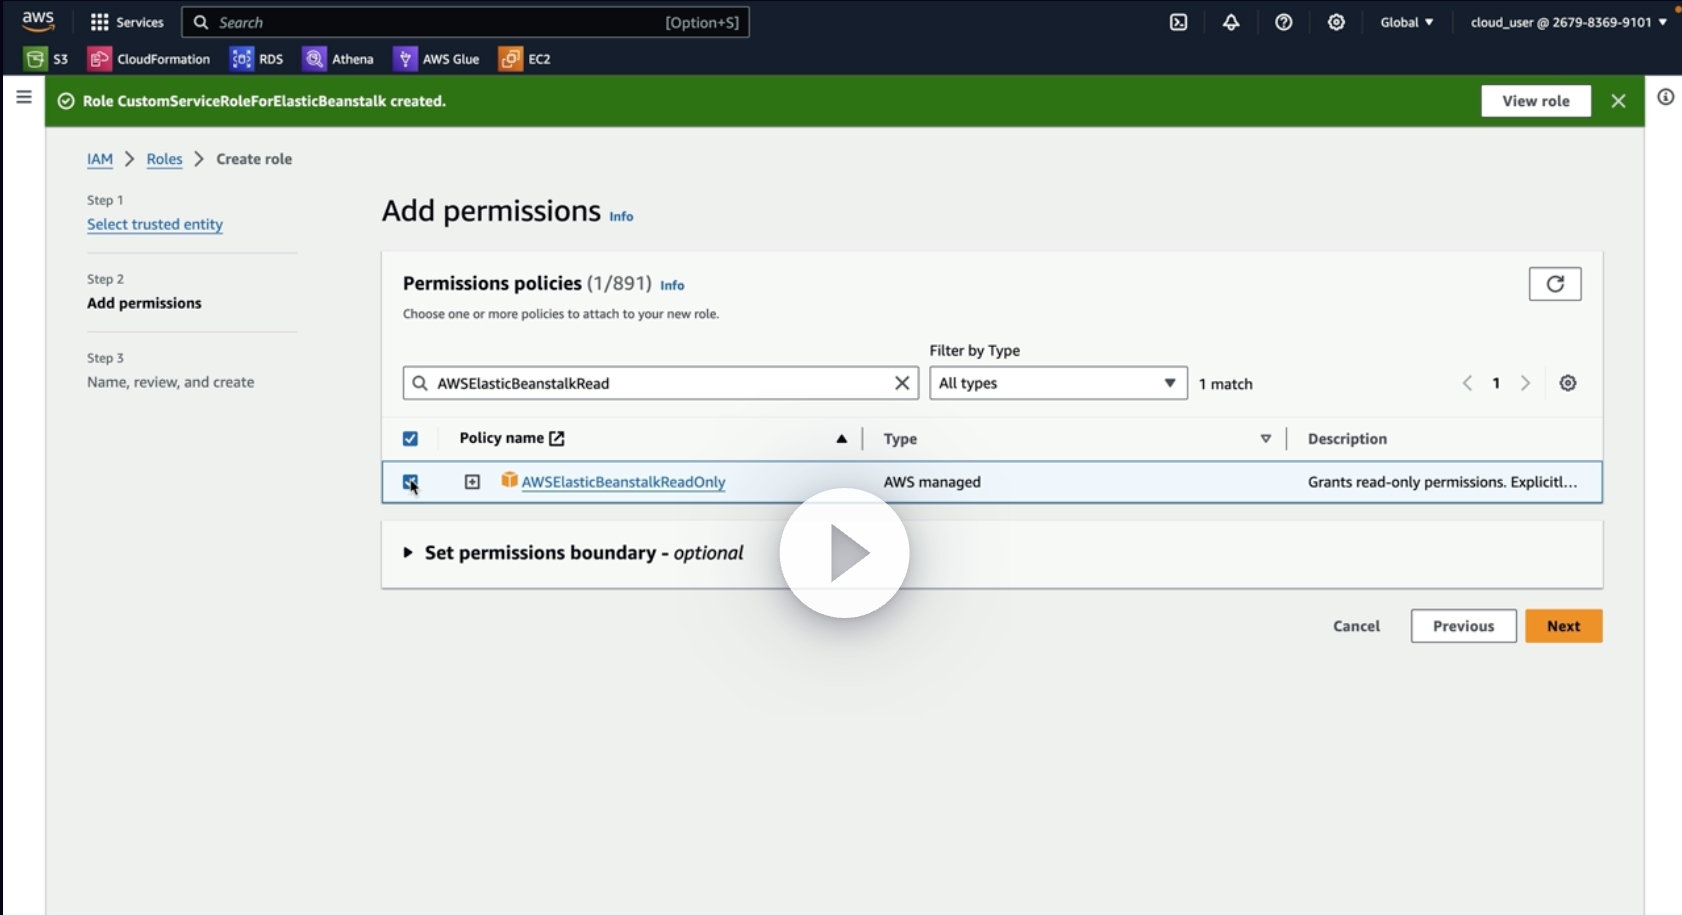 aws Services Search [Option+S] Global cloud_user @ 2679-8369-9101
S3 CloudFormation RDS Athena AWS Glue EC2
Role CustomServiceRoleForElasticBeanstalk created. View role
IAM > Roles > Create role
Step 1
Select trusted entity
Step 2
Add permissions
Step 3
Name, review, and create
Add permissions Info
Permissions policies (1/891) Info
Choose one or more policies to attach to your new role.
Filter by Type
AWSElasticBeanstalkRead All types 1 match 1
Policy name Type Description
AWSElasticBeanstalkReadOnly AWS managed Grants read-only permissions. Explicitl...
Set permissions boundary - optional
Cancel Previous Next